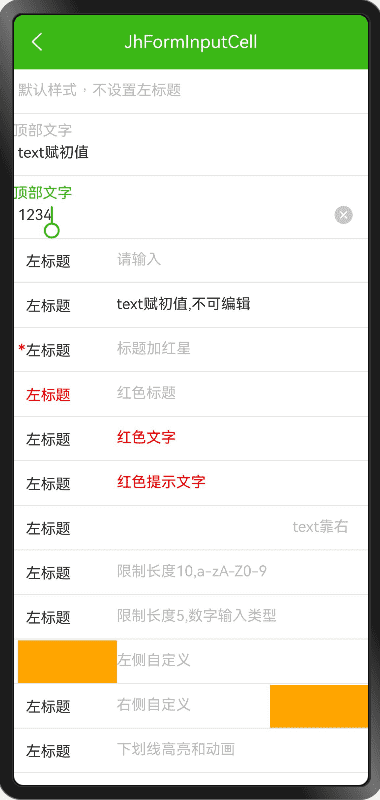 JhFormInputCell
默认样式，不设置左标题
顶部文字
text赋初值
顶部文字
1234
左标题 请输入
左标题 text赋初值,不可编辑
*左标题 标题加红星
左标题 红色标题
左标题 红色文字
左标题 红色提示文字
左标题 text靠右
左标题 限制长度10,a-zA-Z0-9
左标题 限制长度5,数字输入类型
左侧自定义
左标题 右侧自定义
左标题 下划线高亮和动画